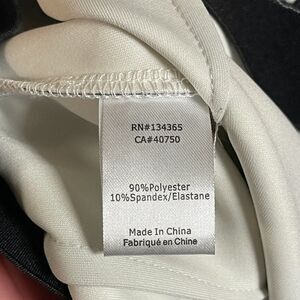 RN#134365
CA#40750
90%Polyester
10%Spandex/Elastane
Made In China
Fabriqué en Chine